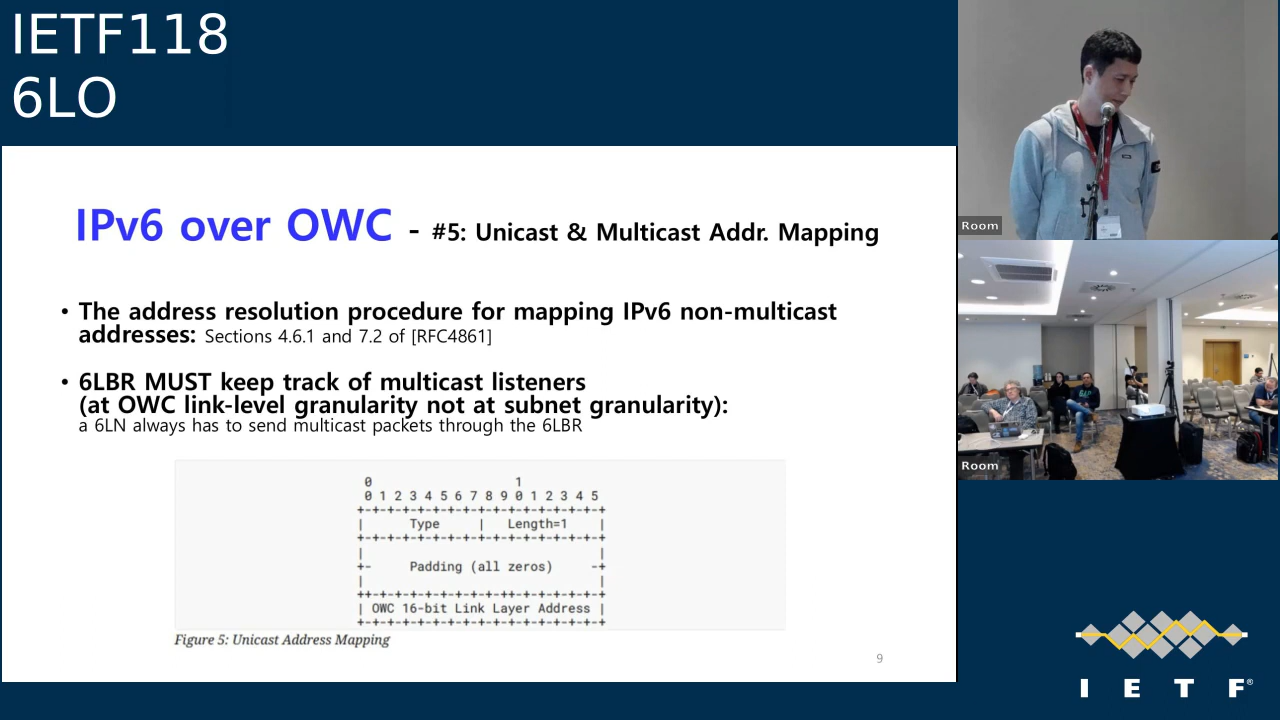 IETF118
6LO
IPv6 over OWC - #5: Unicast & Multicast Addr. Mapping
• The address resolution procedure for mapping IPv6 non-multicast
addresses: Sections 4.6.1 and 7.2 of [RFC4861]
• 6LBR MUST keep track of multicast listeners
(at OWC link-level granularity not at subnet granularity):
a 6LN always has to send multicast packets through the 6LBR
0                   1
0 1 2 3 4 5 6 7 8 9 0 1 2 3 4 5
+-+-+-+-+-+-+-+-+-+-+-+-+-+-+-+-+
|      Type     |   Length=1    |
+-+-+-+-+-+-+-+-+-+-+-+-+-+-+-+-+
|                               |
+-     Padding (all zeros)     -+
|                               |
++-+-+-+-+-+-+-+-++-+-+-+-+-+-+-+
| OWC 16-bit Link Layer Address |
+-+-+-+-+-+-+-+-+-+-+-+-+-+-+-+-+
Figure 5: Unicast Address Mapping
9
Room
Room
I E T F®